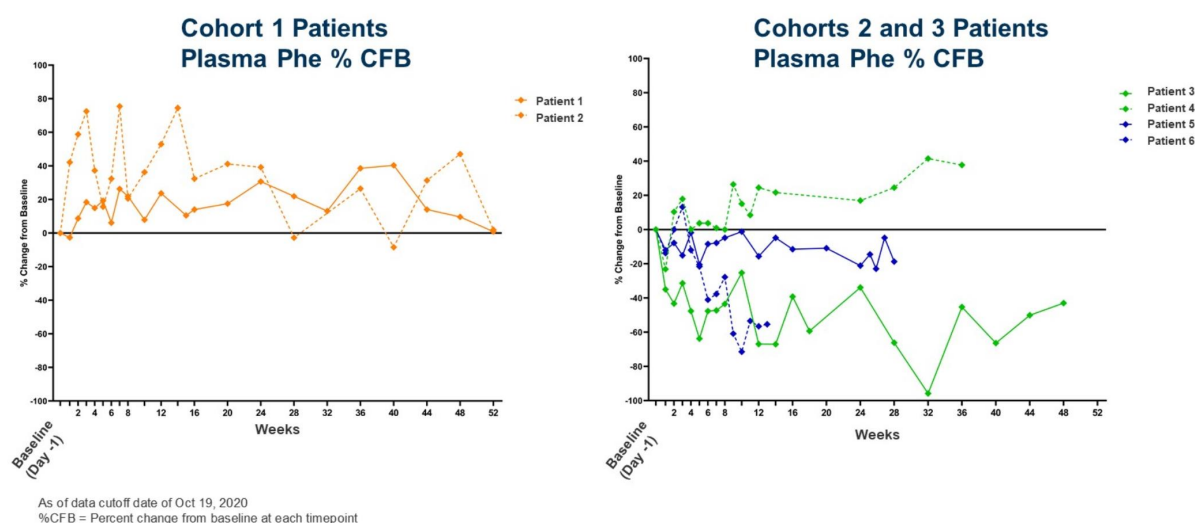 Cohort 1 Patients
Plasma Phe % CFB
100
80
60
40
20
0
-20
-40
-60
-80
-100
% Change from Baseline
Patient 1
Patient 2
2 4 6 8 12 16 20 24 28 32 36 40 44 48 52
Baseline
(Day -1)
Weeks
Cohorts 2 and 3 Patients
Plasma Phe % CFB
100
80
60
40
20
0
-20
-40
-60
-80
-100
% Change from Baseline
Patient 3
Patient 4
Patient 5
Patient 6
2 4 6 8 12 16 20 24 28 32 36 40 44 48 52
Baseline
(Day -1)
Weeks
As of data cutoff date of Oct 19, 2020
%CFB = Percent change from baseline at each timepoint